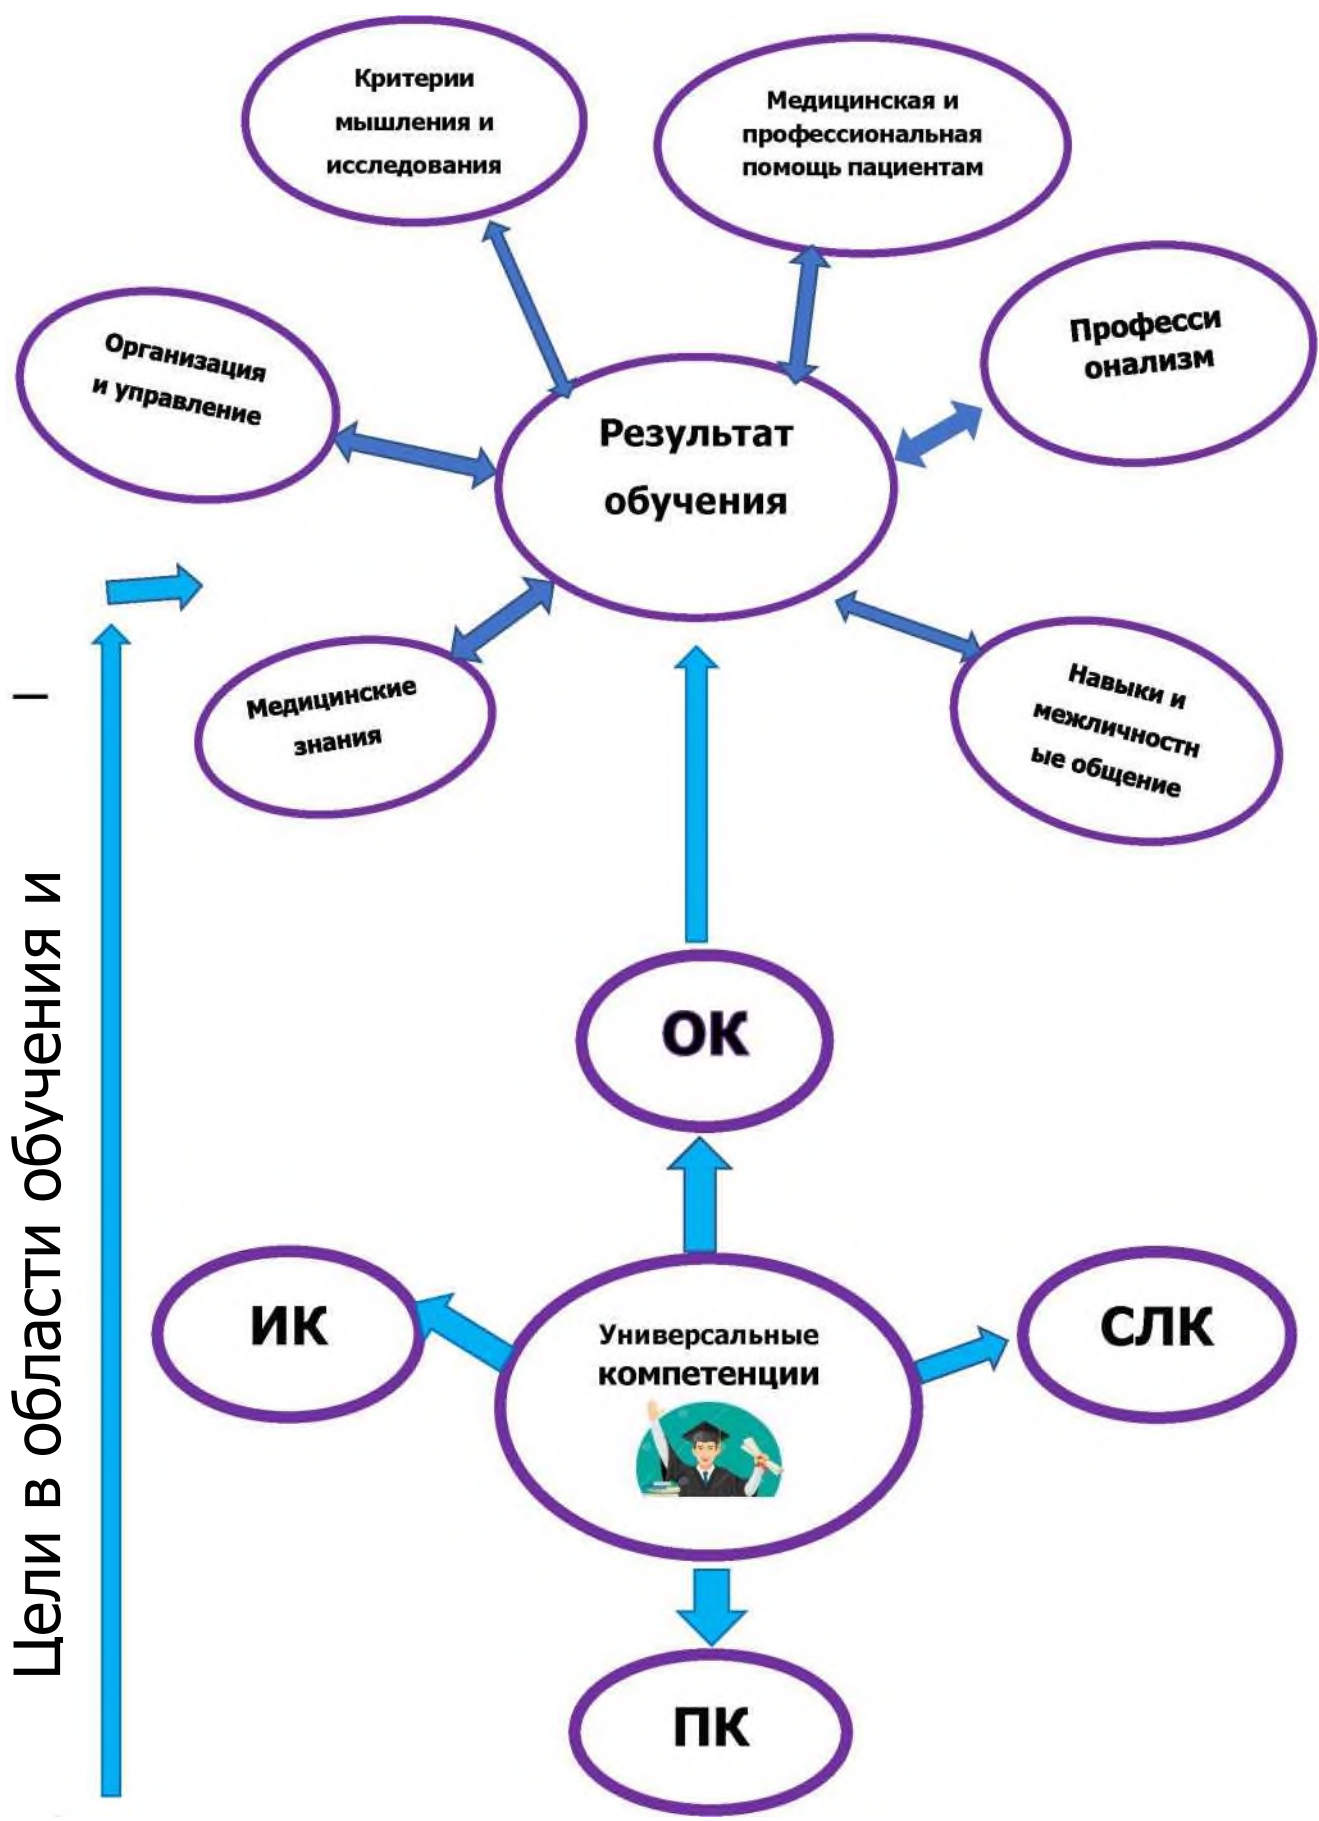 Критерии
мышления и
исследования
Медицинская и
профессиональная
помощь пациентам
Професси
онализм
Организация
и управление
Результат
обучения
Медицинские
знания
Навыки и
межличностн
ые общение
Цели в области обучения и
ОК
ИК
Универсальные
компетенции
СЛК
ПК